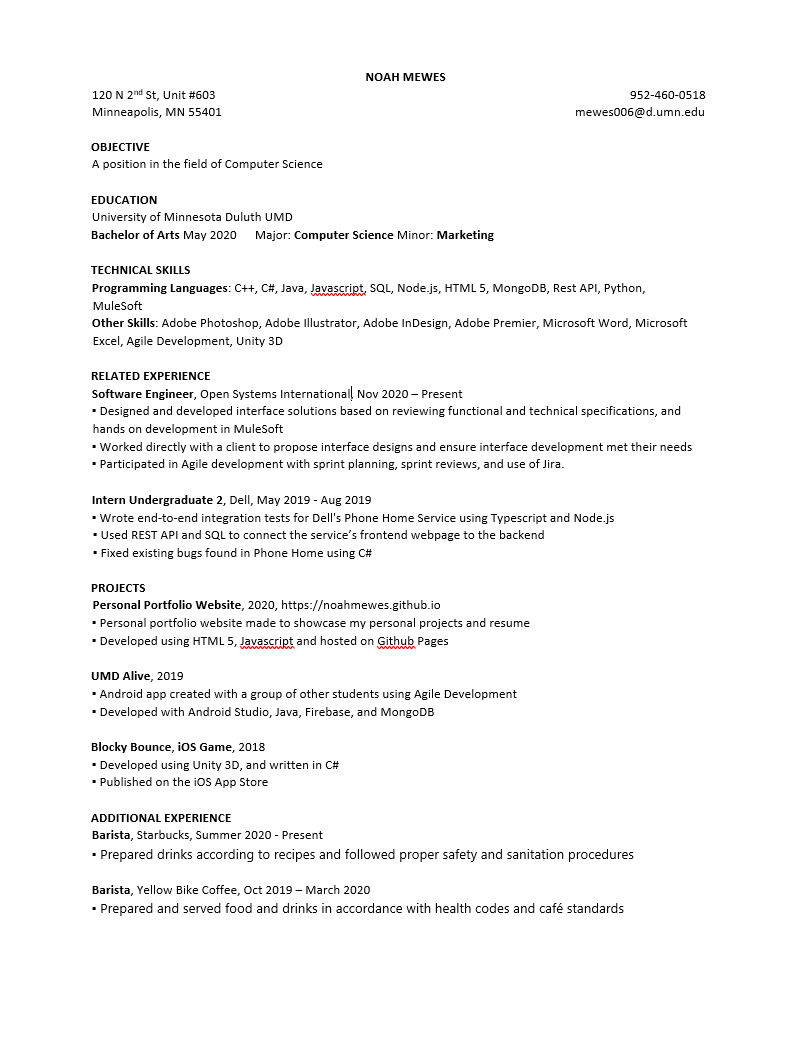 NOAH MEWES
120 N 2nd St, Unit #603 952-460-0518
Minneapolis, MN 55401 mewes006@d.umn.edu
OBJECTIVE
A position in the field of Computer Science
EDUCATION
University of Minnesota Duluth UMD
Bachelor of Arts May 2020 Major: Computer Science Minor: Marketing
TECHNICAL SKILLS
Programming Languages: C++, C#, Java, Javascript, SQL, Node.js, HTML 5, MongoDB, Rest API, Python,
MuleSoft
Other Skills: Adobe Photoshop, Adobe Illustrator, Adobe InDesign, Adobe Premier, Microsoft Word, Microsoft
Excel, Agile Development, Unity 3D
RELATED EXPERIENCE
Software Engineer, Open Systems International, Nov 2020 – Present
▪ Designed and developed interface solutions based on reviewing functional and technical specifications, and
hands on development in MuleSoft
▪ Worked directly with a client to propose interface designs and ensure interface development met their needs
▪ Participated in Agile development with sprint planning, sprint reviews, and use of Jira.
Intern Undergraduate 2, Dell, May 2019 - Aug 2019
▪ Wrote end-to-end integration tests for Dell's Phone Home Service using Typescript and Node.js
▪ Used REST API and SQL to connect the service’s frontend webpage to the backend
▪ Fixed existing bugs found in Phone Home using C#
PROJECTS
Personal Portfolio Website, 2020, https://noahmewes.github.io
▪ Personal portfolio website made to showcase my personal projects and resume
▪ Developed using HTML 5, Javascript and hosted on Github Pages
UMD Alive, 2019
▪ Android app created with a group of other students using Agile Development
▪ Developed with Android Studio, Java, Firebase, and MongoDB
Blocky Bounce, iOS Game, 2018
▪ Developed using Unity 3D, and written in C#
▪ Published on the iOS App Store
ADDITIONAL EXPERIENCE
Barista, Starbucks, Summer 2020 - Present
▪ Prepared drinks according to recipes and followed proper safety and sanitation procedures
Barista, Yellow Bike Coffee, Oct 2019 – March 2020
▪ Prepared and served food and drinks in accordance with health codes and café standards